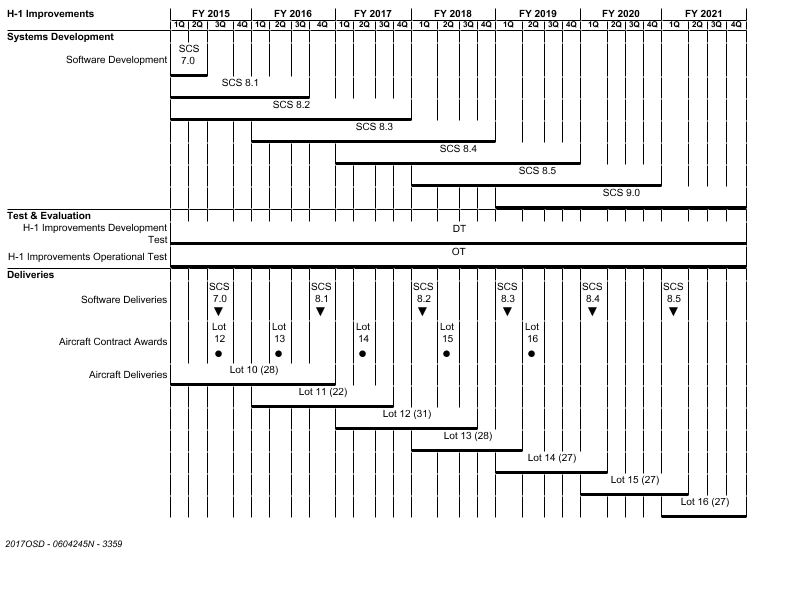 H-1 Improvements FY 2015 FY 2016 FY 2017 FY 2018 FY 2019 FY 2020 FY 2021
1Q 2Q 3Q 4Q 1Q 2Q 3Q 4Q 1Q 2Q 3Q 4Q 1Q 2Q 3Q 4Q 1Q 2Q 3Q 4Q 1Q 2Q 3Q 4Q 1Q 2Q 3Q 4Q
Systems Development
SCS
Software Development 7.0
SCS 8.1
SCS 8.2
SCS 8.3
SCS 8.4
SCS 8.5
SCS 9.0
Test & Evaluation
H-1 Improvements Development
Test
DT
H-1 Improvements Operational Test OT
Deliveries
SCS SCS SCS SCS SCS SCS
Software Deliveries 7.0 8.1 8.2 8.3 8.4 8.5
Lot Lot Lot Lot Lot
Aircraft Contract Awards 12 13 14 15 16
Aircraft Deliveries Lot 10 (28)
Lot 11 (22)
Lot 12 (31)
Lot 13 (28)
Lot 14 (27)
Lot 15 (27)
Lot 16 (27)
2017OSD - 0604245N - 3359